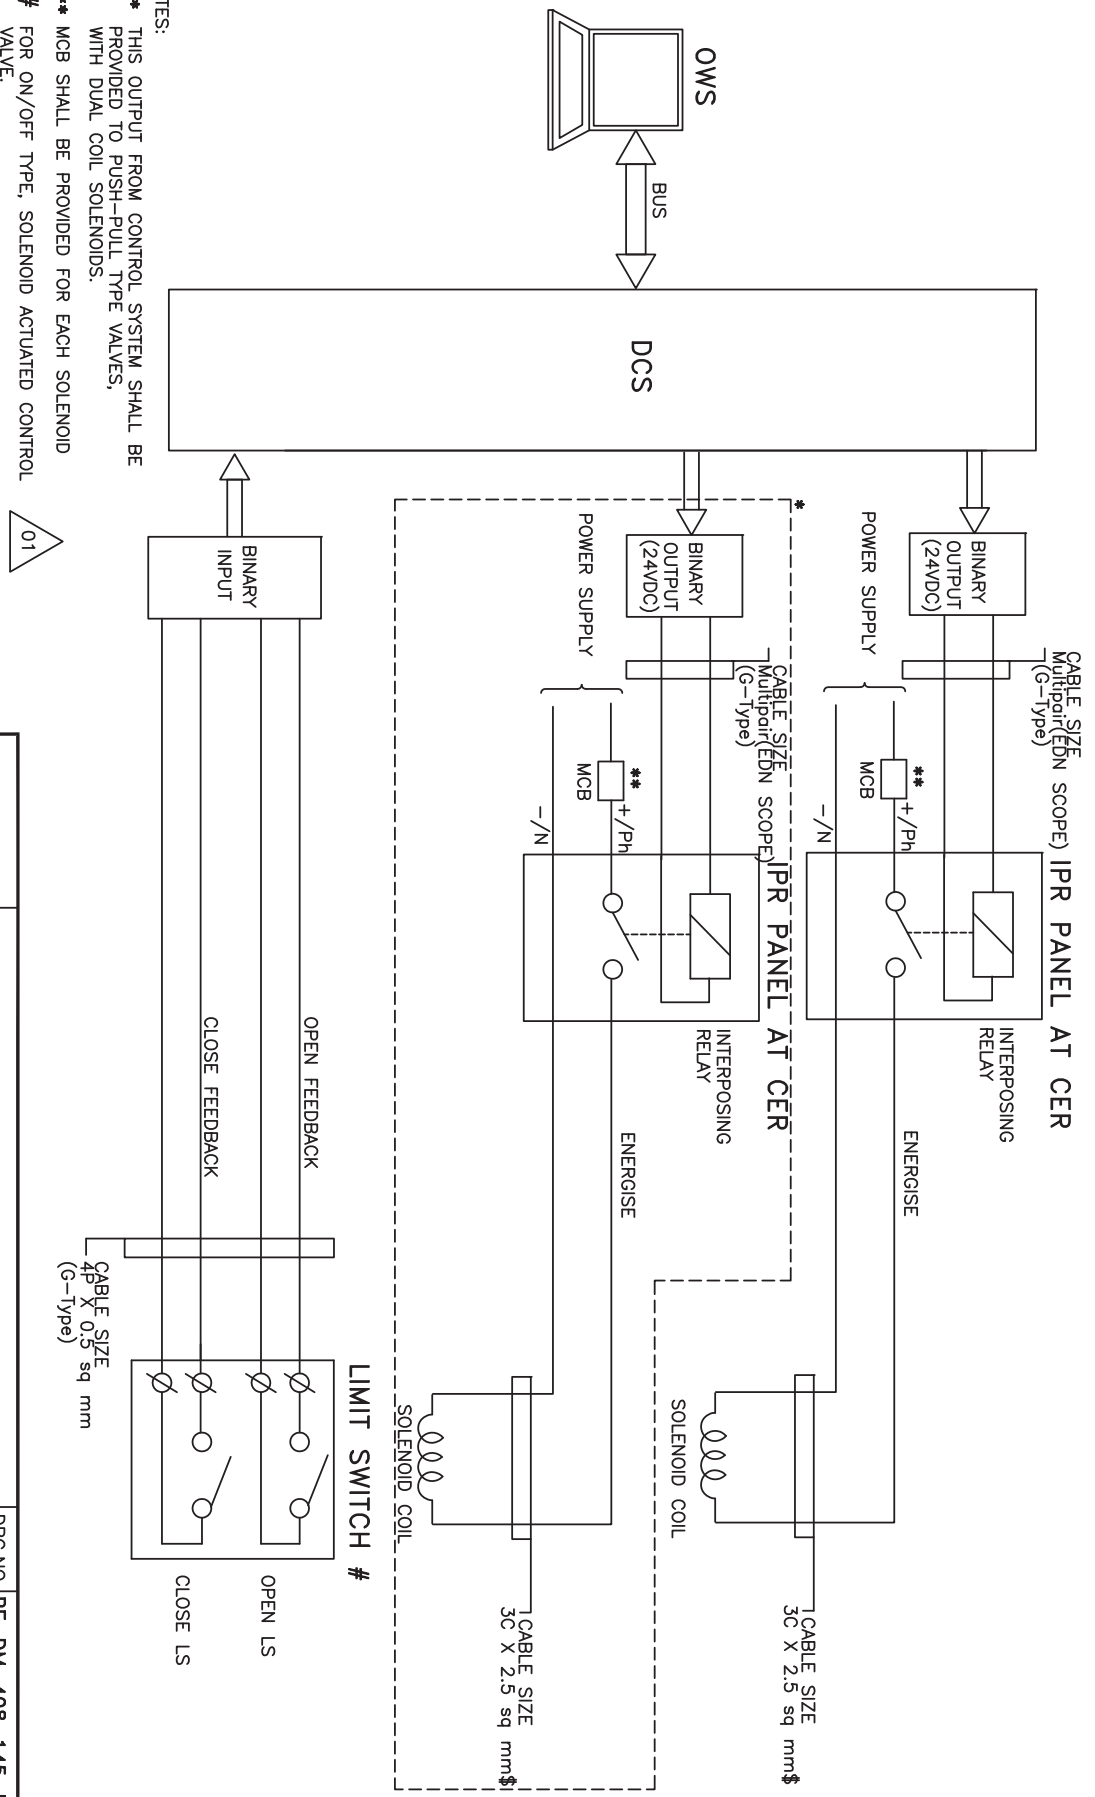 OWS
BUS
DCS
BINARY
OUTPUT
(24VDC)
POWER SUPPLY
CABLE SIZE
Multipair(EDN SCOPE)
(G-Type)
**
MCB
+/Ph
-/N
IPR PANEL AT CER
INTERPOSING
RELAY
ENERGISE
SOLENOID COIL
CABLE SIZE
3C X 2.5 sq mm$
*
BINARY
OUTPUT
(24VDC)
POWER SUPPLY
CABLE SIZE
Multipair(EDN SCOPE)
(G-Type)
**
MCB
+/Ph
-/N
IPR PANEL AT CER
INTERPOSING
RELAY
ENERGISE
SOLENOID COIL
CABLE SIZE
3C X 2.5 sq mm$
BINARY
INPUT
OPEN FEEDBACK
CLOSE FEEDBACK
CABLE SIZE
4P X 0.5 sq mm
(G-Type)
LIMIT SWITCH #
OPEN LS
CLOSE LS
TES:
* THIS OUTPUT FROM CONTROL SYSTEM SHALL BE
PROVIDED TO PUSH-PULL TYPE VALVES,
WITH DUAL COIL SOLENOIDS.
** MCB SHALL BE PROVIDED FOR EACH SOLENOID
# FOR ON/OFF TYPE, SOLENOID ACTUATED CONTROL
VALVE.
01